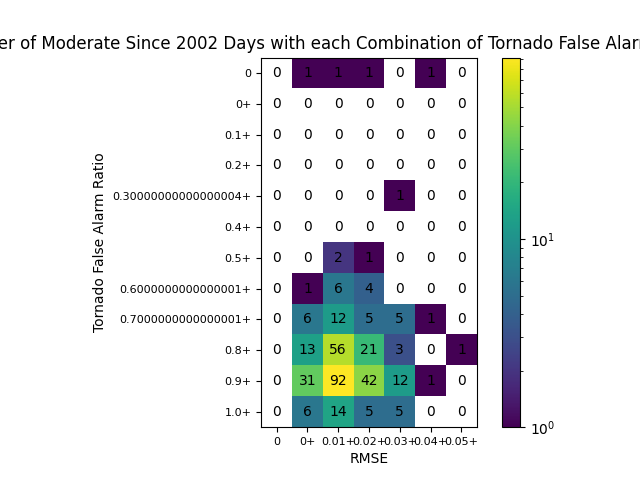 er of Moderate Since 2002 Days with each Combination of Tornado False Alar
0 0 1 1 1 0 1 0
0+ 0 0 0 0 0 0 0
0.1+ 0 0 0 0 0 0 0
0.2+ 0 0 0 0 0 0 0
0.30000000000000004+ 0 0 0 0 1 0 0
0.4+ 0 0 0 0 0 0 0
0.5+ 0 0 2 1 0 0 0
0.6000000000000001+ 0 1 6 4 0 0 0
0.7000000000000001+ 0 6 12 5 5 1 0
0.8+ 0 13 56 21 3 0 1
0.9+ 0 31 92 42 12 1 0
1.0+ 0 6 14 5 5 0 0
0 0+ 0.01+ 0.02+ 0.03+ 0.04+ 0.05+
RMSE
Tornado False Alarm Ratio
10¹
10⁰